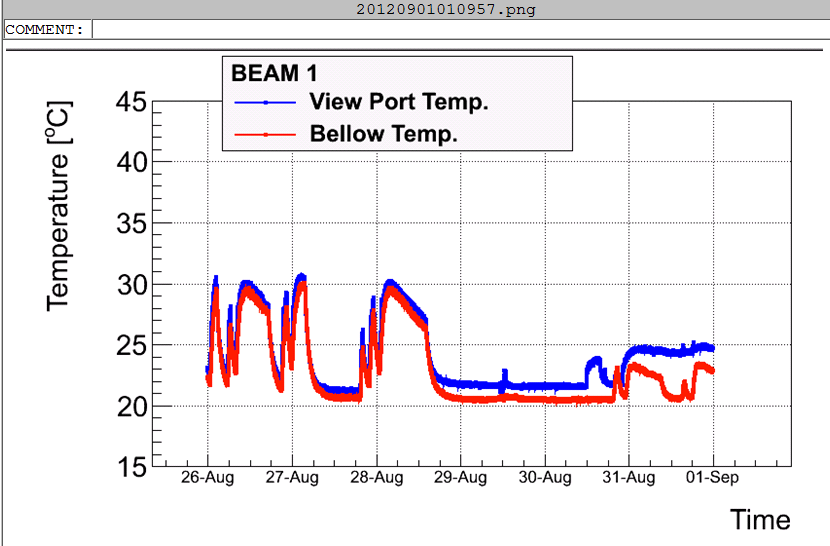 20120901010957.png
COMMENT:
BEAM 1
View Port Temp.
Bellow Temp.
Temperature [°C]
45
40
35
30
25
20
15
26-Aug 27-Aug 28-Aug 29-Aug 30-Aug 31-Aug 01-Sep
Time